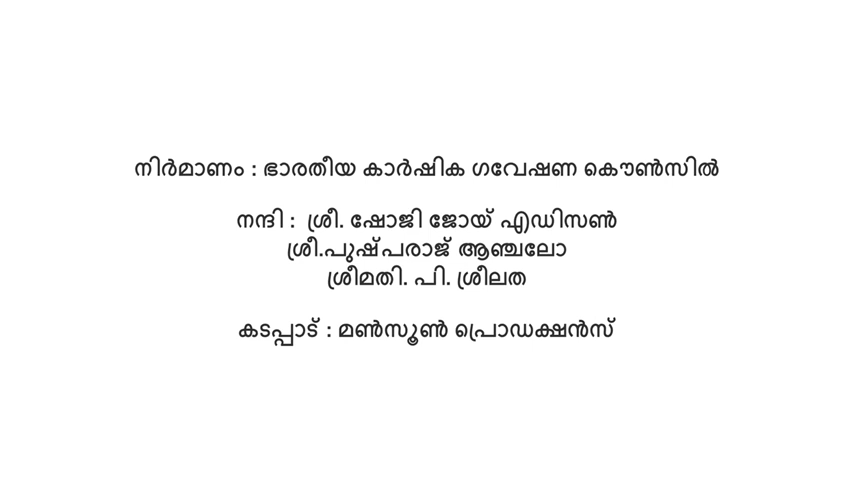 നിർമാണം : ഭാരതീയ കാർഷിക ഗവേഷണ കൌൺസിൽ
നന്ദി : ശ്രീ. ഷോജി ജോയ് എഡിസൺ
ശ്രീ.പുഷ്പരാജ് ആഞ്ചലോ
ശ്രീമതി. പി. ശ്രീലത
കടപ്പാട് : മൺസൂൺ പ്രൊഡക്ഷൻസ്